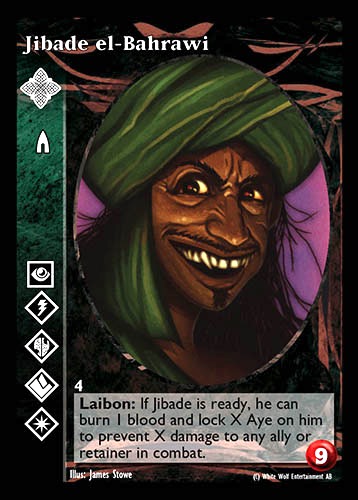 Jibade el-Bahrawi
4
Laibon: If Jibade is ready, he can
burn 1 blood and lock X Aye on him
to prevent X damage to any ally or
retainer in combat.
9
Illus: James Stowe
(C) White Wolf Entertainment AB